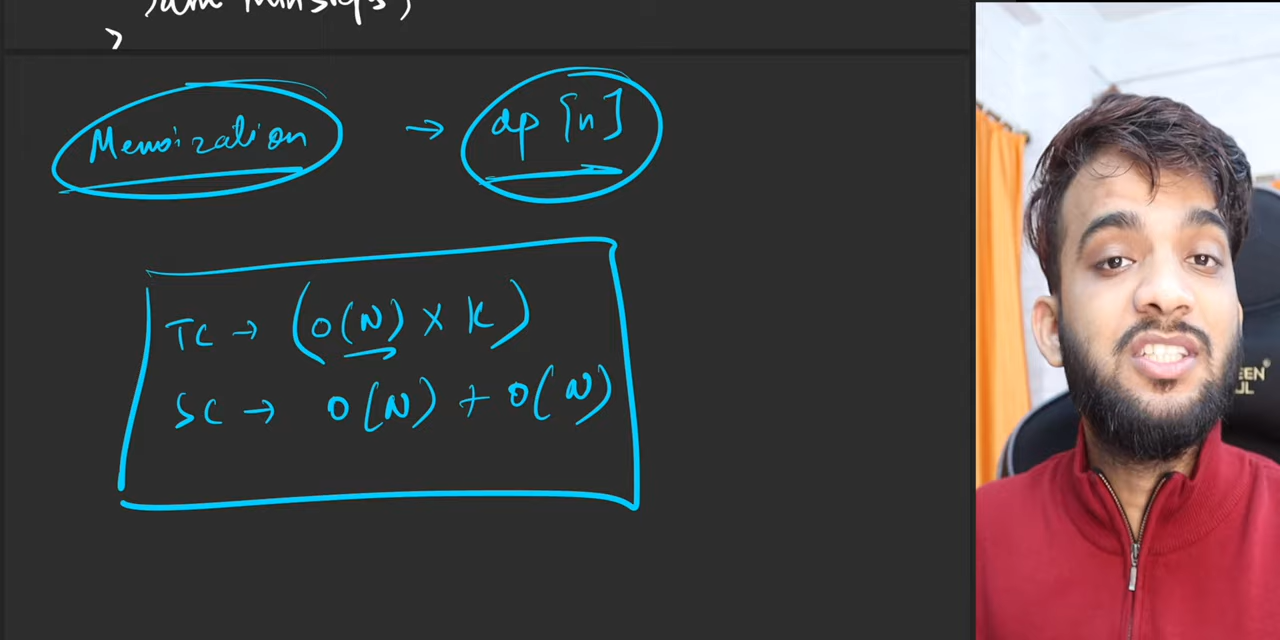 }
Memoization → dp [n]
TC → (O(N) x K)
SC → O(N) + O(N)